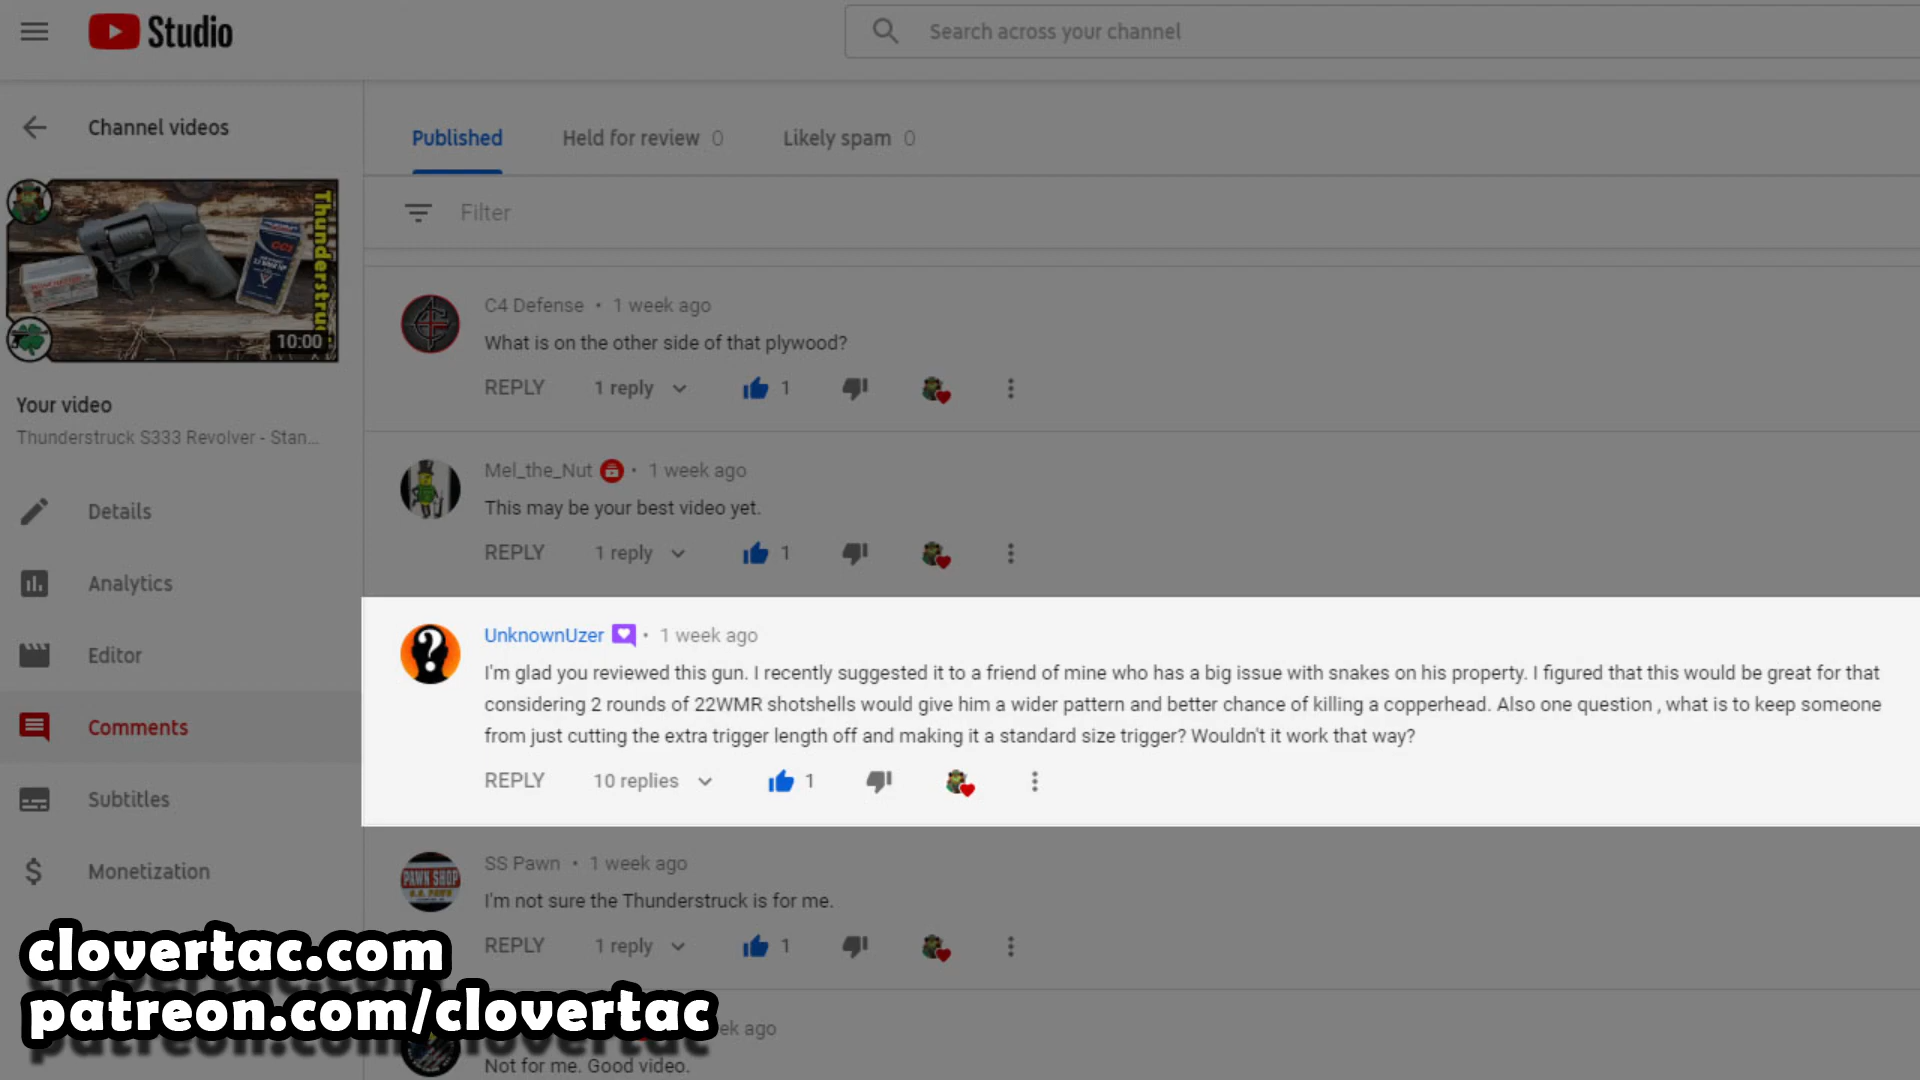 Studio
Search across your channel
Channel videos
Published
Held for review 0
Likely spam 0
Filter
Thunderstruc
CCI
10:00
Your video
Thunderstruck S333 Revolver - Stan...
Details
Analytics
Editor
Comments
Subtitles
Monetization
C4 Defense • 1 week ago
What is on the other side of that plywood?
REPLY 1 reply 1
Mel_the_Nut • 1 week ago
This may be your best video yet.
REPLY 1 reply 1
UnknownUzer • 1 week ago
I'm glad you reviewed this gun. I recently suggested it to a friend of mine who has a big issue with snakes on his property. I figured that this would be great for that
considering 2 rounds of 22WMR shotshells would give him a wider pattern and better chance of killing a copperhead. Also one question , what is to keep someone
from just cutting the extra trigger length off and making it a standard size trigger? Wouldn't it work that way?
REPLY 10 replies 1
PAWN SHOP
SS Pawn • 1 week ago
I'm not sure the Thunderstruck is for me.
REPLY 1 reply 1
ek ago
Not for me. Good video.
clovertac.com
patreon.com/clovertac